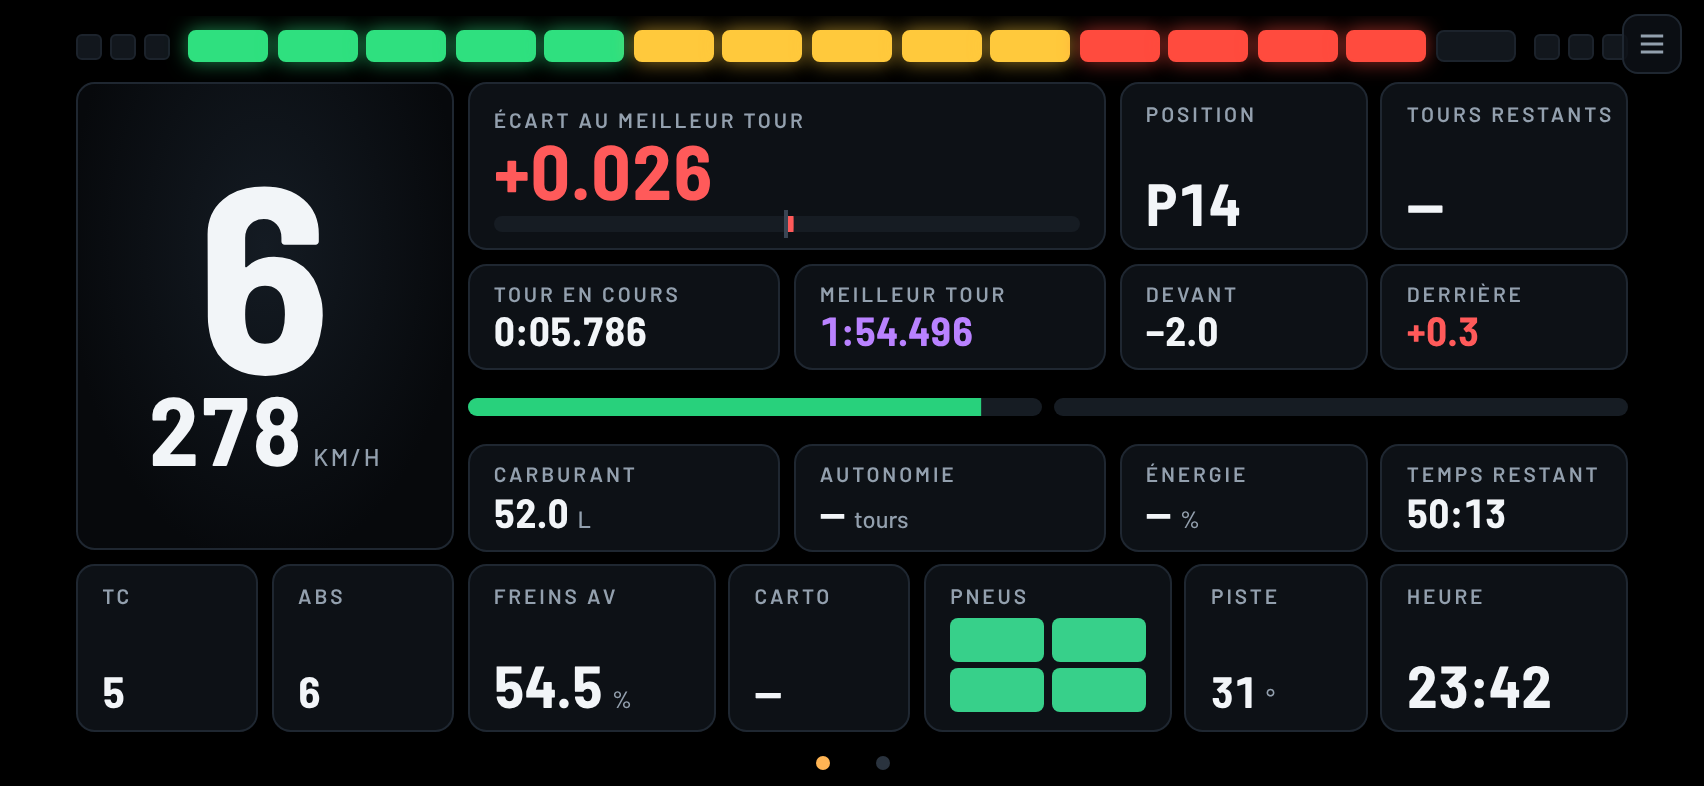 6
278 KM/H
ÉCART AU MEILLEUR TOUR
+0.026
POSITION
P14
TOURS RESTANTS
–
TOUR EN COURS
0:05.786
MEILLEUR TOUR
1:54.496
DEVANT
–2.0
DERRIÈRE
+0.3
CARBURANT
52.0 L
AUTONOMIE
– tours
ÉNERGIE
– %
TEMPS RESTANT
50:13
TC
5
ABS
6
FREINS AV
54.5 %
CARTO
–
PNEUS
PISTE
31 °
HEURE
23:42